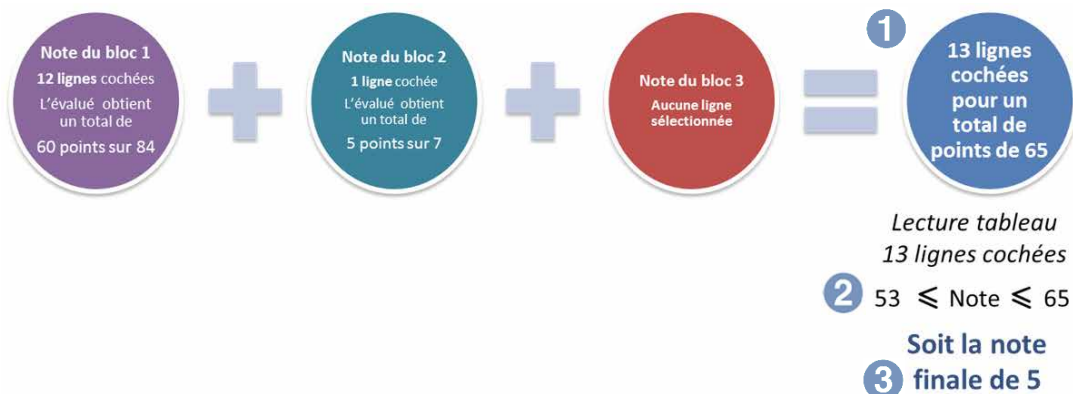 Note du bloc 1
12 lignes cochées
L'évalué obtient
un total de
60 points sur 84
Note du bloc 2
1 ligne cochée
L'évalué obtient
un total de
5 points sur 7
Note du bloc 3
Aucune ligne
sélectionnée
1
13 lignes
cochées
pour un
total de
points de 65
Lecture tableau
13 lignes cochées
2 53 ⩽ Note ⩽ 65
Soit la note
3 finale de 5